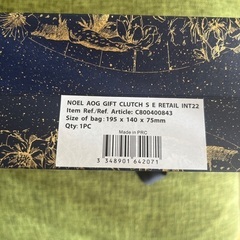 NOEL AOG GIFT CLUTCH S E RETAIL INT22
Item Ref./Ref. Article: C800400843
Size of bag: 195 x 140 x 75mm
Qty: 1PC
Made in PRC
3 348901 642071